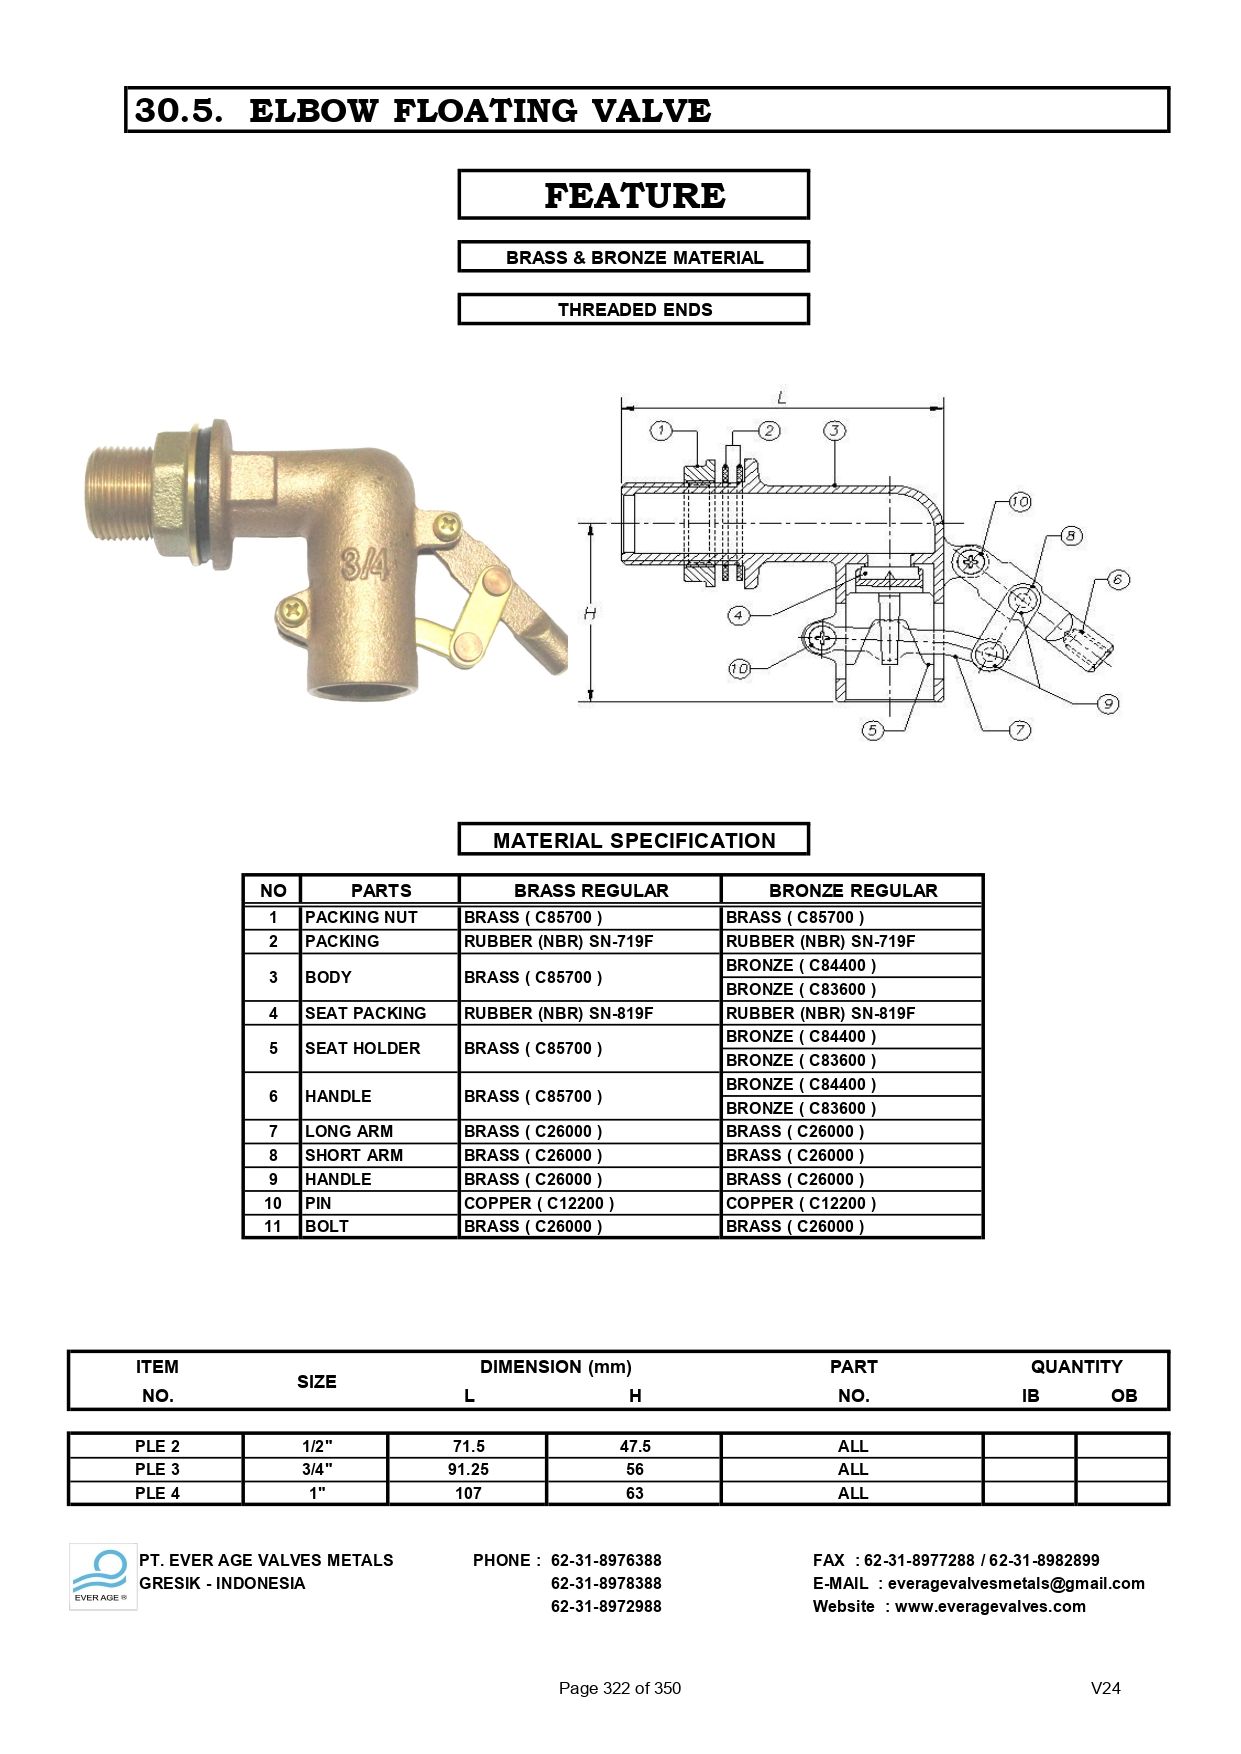 30.5. ELBOW FLOATING VALVE
FEATURE
BRASS & BRONZE MATERIAL
THREADED ENDS
3/4
L
1 2 3
10
8
6
H
4
10
9
5 7
MATERIAL SPECIFICATION
NO PARTS BRASS REGULAR BRONZE REGULAR
1 PACKING NUT BRASS ( C85700 ) BRASS ( C85700 )
2 PACKING RUBBER (NBR) SN-719F RUBBER (NBR) SN-719F
3 BODY BRASS ( C85700 ) BRONZE ( C84400 )
BRONZE ( C83600 )
4 SEAT PACKING RUBBER (NBR) SN-819F RUBBER (NBR) SN-819F
5 SEAT HOLDER BRASS ( C85700 ) BRONZE ( C84400 )
BRONZE ( C83600 )
6 HANDLE BRASS ( C85700 ) BRONZE ( C84400 )
BRONZE ( C83600 )
7 LONG ARM BRASS ( C26000 ) BRASS ( C26000 )
8 SHORT ARM BRASS ( C26000 ) BRASS ( C26000 )
9 HANDLE BRASS ( C26000 ) BRASS ( C26000 )
10 PIN COPPER ( C12200 ) COPPER ( C12200 )
11 BOLT BRASS ( C26000 ) BRASS ( C26000 )
ITEM SIZE DIMENSION (mm) PART QUANTITY
NO. L H NO. IB OB
PLE 2 1/2" 71.5 47.5 ALL
PLE 3 3/4" 91.25 56 ALL
PLE 4 1" 107 63 ALL
EVER AGE ®
PT. EVER AGE VALVES METALS PHONE : 62-31-8976388 FAX : 62-31-8977288 / 62-31-8982899
GRESIK - INDONESIA 62-31-8978388 E-MAIL : everagevalvesmetals@gmail.com
62-31-8972988 Website : www.everagevalves.com
Page 322 of 350 V24